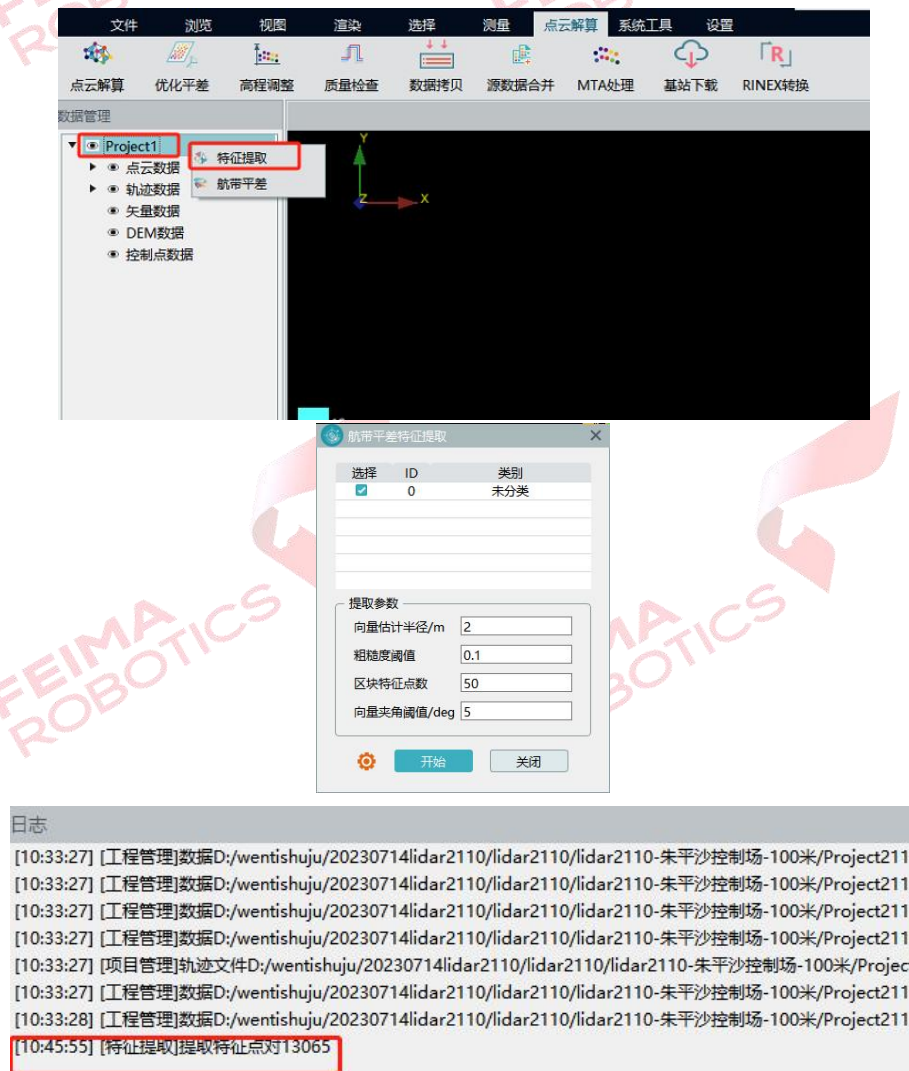 文件 浏览 视图 渲染 选择 测量 点云解算 系统工具 设置
点云解算 优化平差 高程调整 质量检查 数据拷贝 源数据合并 MTA处理 基站下载 RINEX转换
数据管理
Project1
特征提取
点云数据
航带平差
轨迹数据
矢量数据
DEM数据
控制点数据
Y
Z
X
航带平差特征提取
选择 ID 类别
0 未分类
提取参数
向量估计半径/m 2
粗糙度阈值 0.1
区块特征点数 50
向量夹角阈值/deg 5
开始 关闭
日志
[10:33:27] [工程管理]数据D:/wentishuju/20230714lidar2110/lidar2110/lidar2110-朱平沙控制场-100米/Project211
[10:33:27] [工程管理]数据D:/wentishuju/20230714lidar2110/lidar2110/lidar2110-朱平沙控制场-100米/Project211
[10:33:27] [工程管理]数据D:/wentishuju/20230714lidar2110/lidar2110/lidar2110-朱平沙控制场-100米/Project211
[10:33:27] [工程管理]数据D:/wentishuju/20230714lidar2110/lidar2110/lidar2110-朱平沙控制场-100米/Project211
[10:33:27] [项目管理]轨迹文件D:/wentishuju/20230714lidar2110/lidar2110/lidar2110-朱平沙控制场-100米/Projec
[10:33:27] [工程管理]数据D:/wentishuju/20230714lidar2110/lidar2110/lidar2110-朱平沙控制场-100米/Project211
[10:33:28] [工程管理]数据D:/wentishuju/20230714lidar2110/lidar2110/lidar2110-朱平沙控制场-100米/Project211
[10:45:55] [特征提取]提取特征点对13065
FEIMA
ROBOTICS